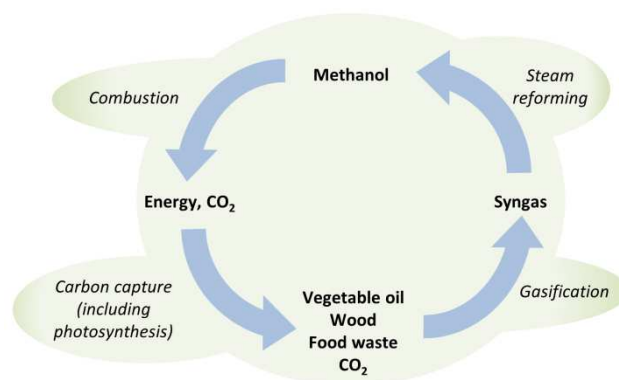 Methanol
Combustion
Steam
reforming
Energy, CO₂
Syngas
Carbon capture
(including
photosynthesis)
Vegetable oil
Wood
Food waste
CO₂
Gasification